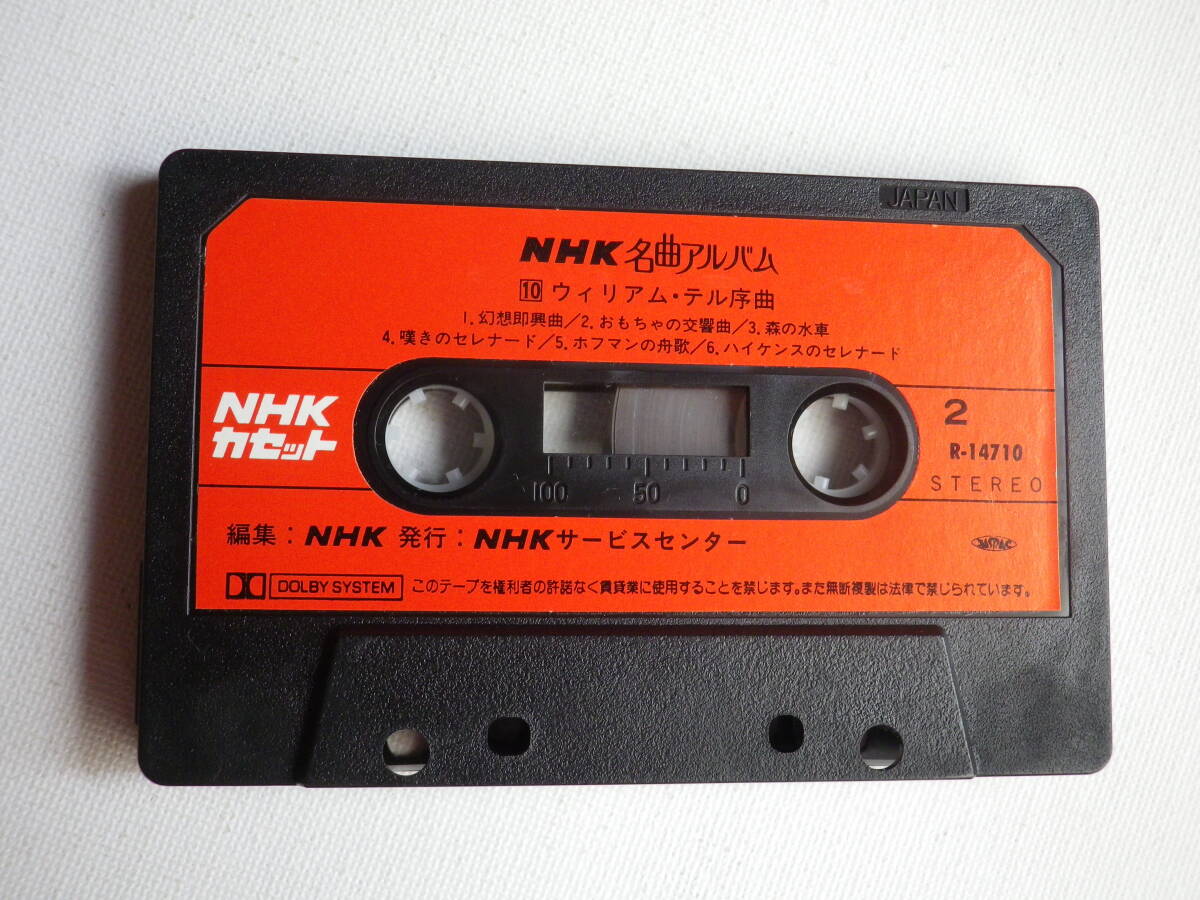 JAPAN
NHK 名曲アルバム
10 ウィリアム・テル序曲
1. 幻想即興曲/2. おもちゃの交響曲/3. 森の水車
4. 嘆きのセレナード/5. ホフマンの舟歌/6. ハイケンスのセレナード
NHK
カセット
2
R-14710
STEREO
100 50 0
編集:NHK 発行:NHKサービスセンター
JASRAC
DOLBY SYSTEM このテープを権利者の許諾なく賃貸業に使用することを禁じます。また無断複製は法律で禁じられています。